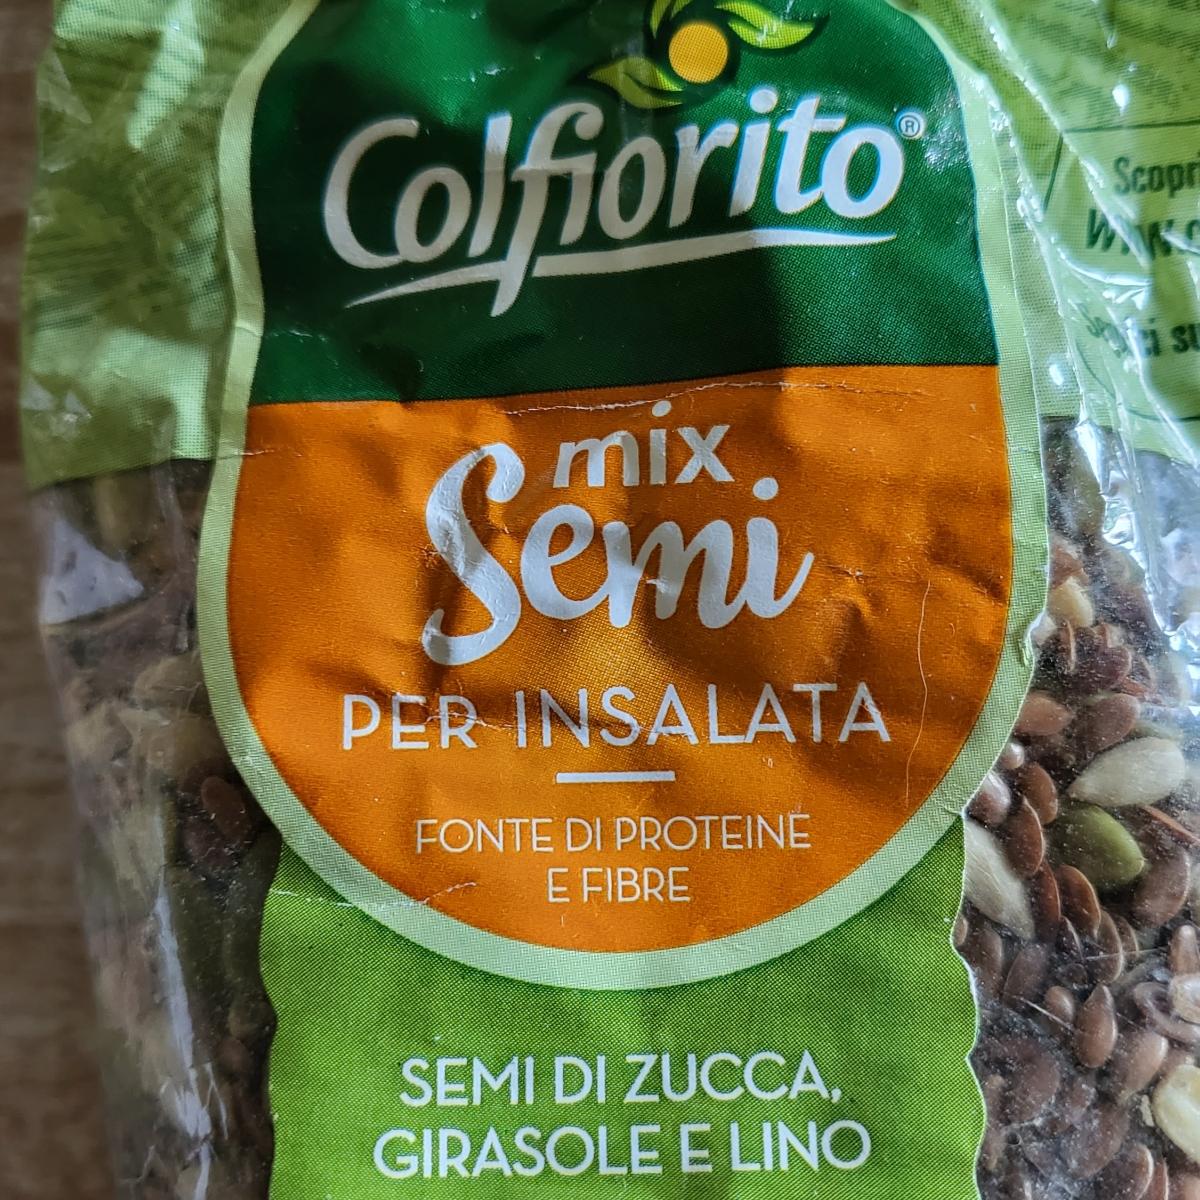 Colfiorito®
mix
Semi
PER INSALATA
FONTE DI PROTEINE
E FIBRE
SEMI DI ZUCCA,
GIRASOLE E LINO